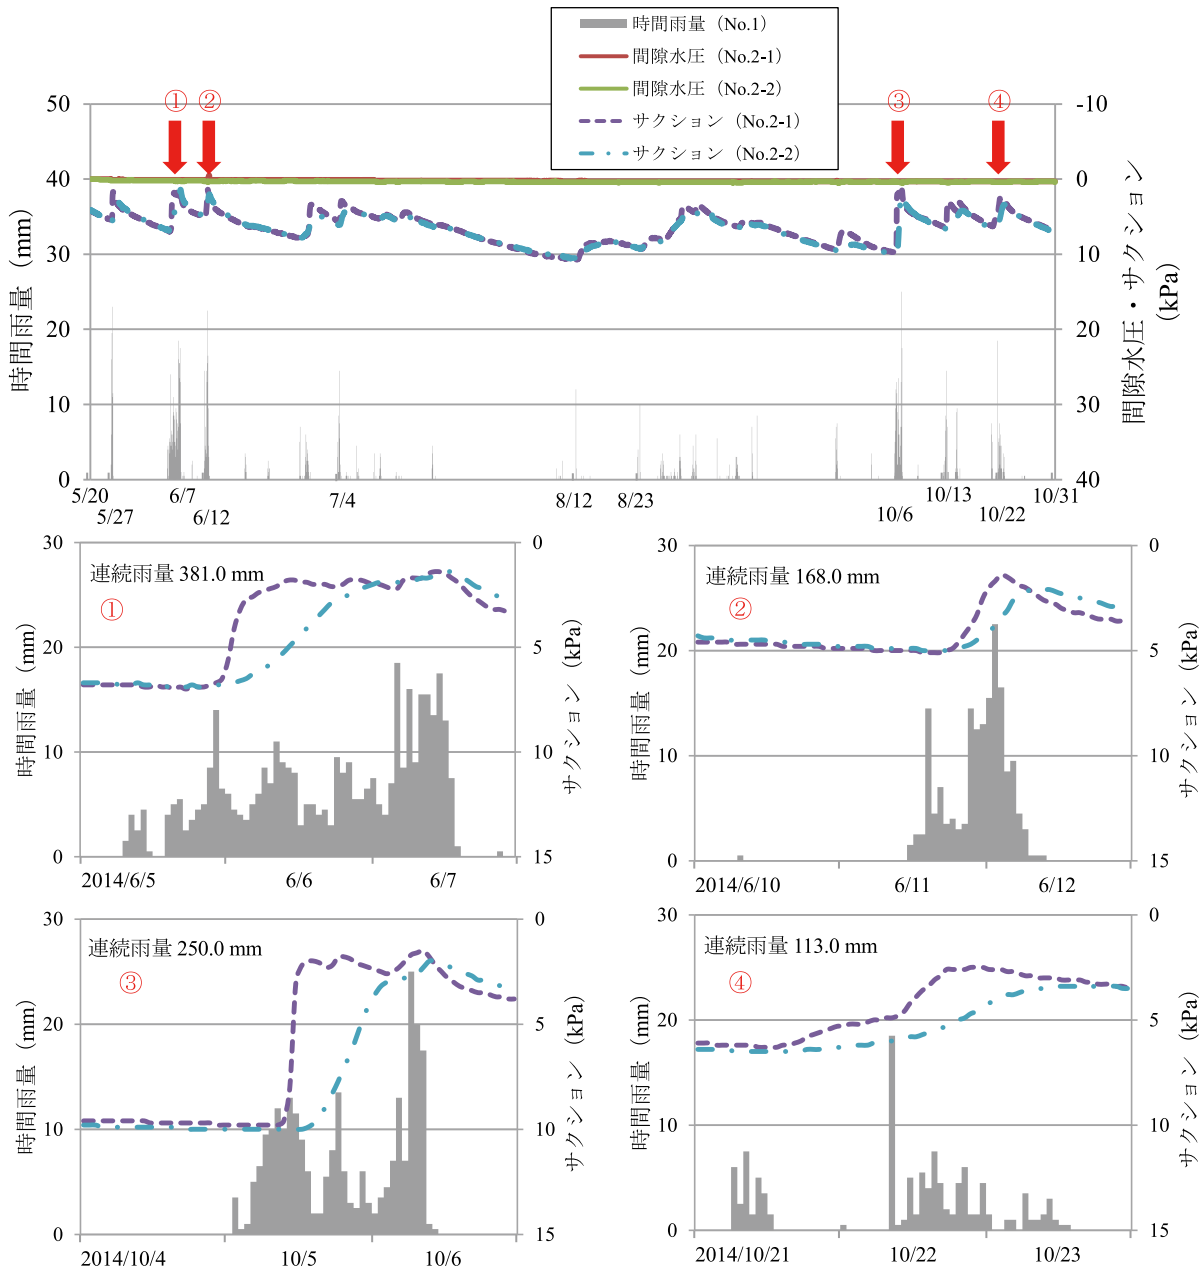 時間雨量（No.1）
間隙水圧（No.2-1）
間隙水圧（No.2-2）
サクション（No.2-1）
サクション（No.2-2）
① ② ③ ④
時間雨量（mm）
50
40
30
20
10
0
-10
0
10
20
30
40
間隙水圧・サクション
(kPa)
5/20 6/7 7/4 8/12 8/23 10/13 10/31
5/27 6/12 10/6 10/22
連続雨量 381.0 mm
①
時間雨量（mm）
30
20
10
0
0
5
10
15
サクション（kPa）
2014/6/5 6/6 6/7
連続雨量 168.0 mm
②
時間雨量（mm）
30
20
10
0
0
5
10
15
サクション（kPa）
2014/6/10 6/11 6/12
連続雨量 250.0 mm
③
時間雨量（mm）
30
20
10
0
0
5
10
15
サクション（kPa）
2014/10/4 10/5 10/6
連続雨量 113.0 mm
④
時間雨量（mm）
30
20
10
0
0
5
10
15
サクション（kPa）
2014/10/21 10/22 10/23